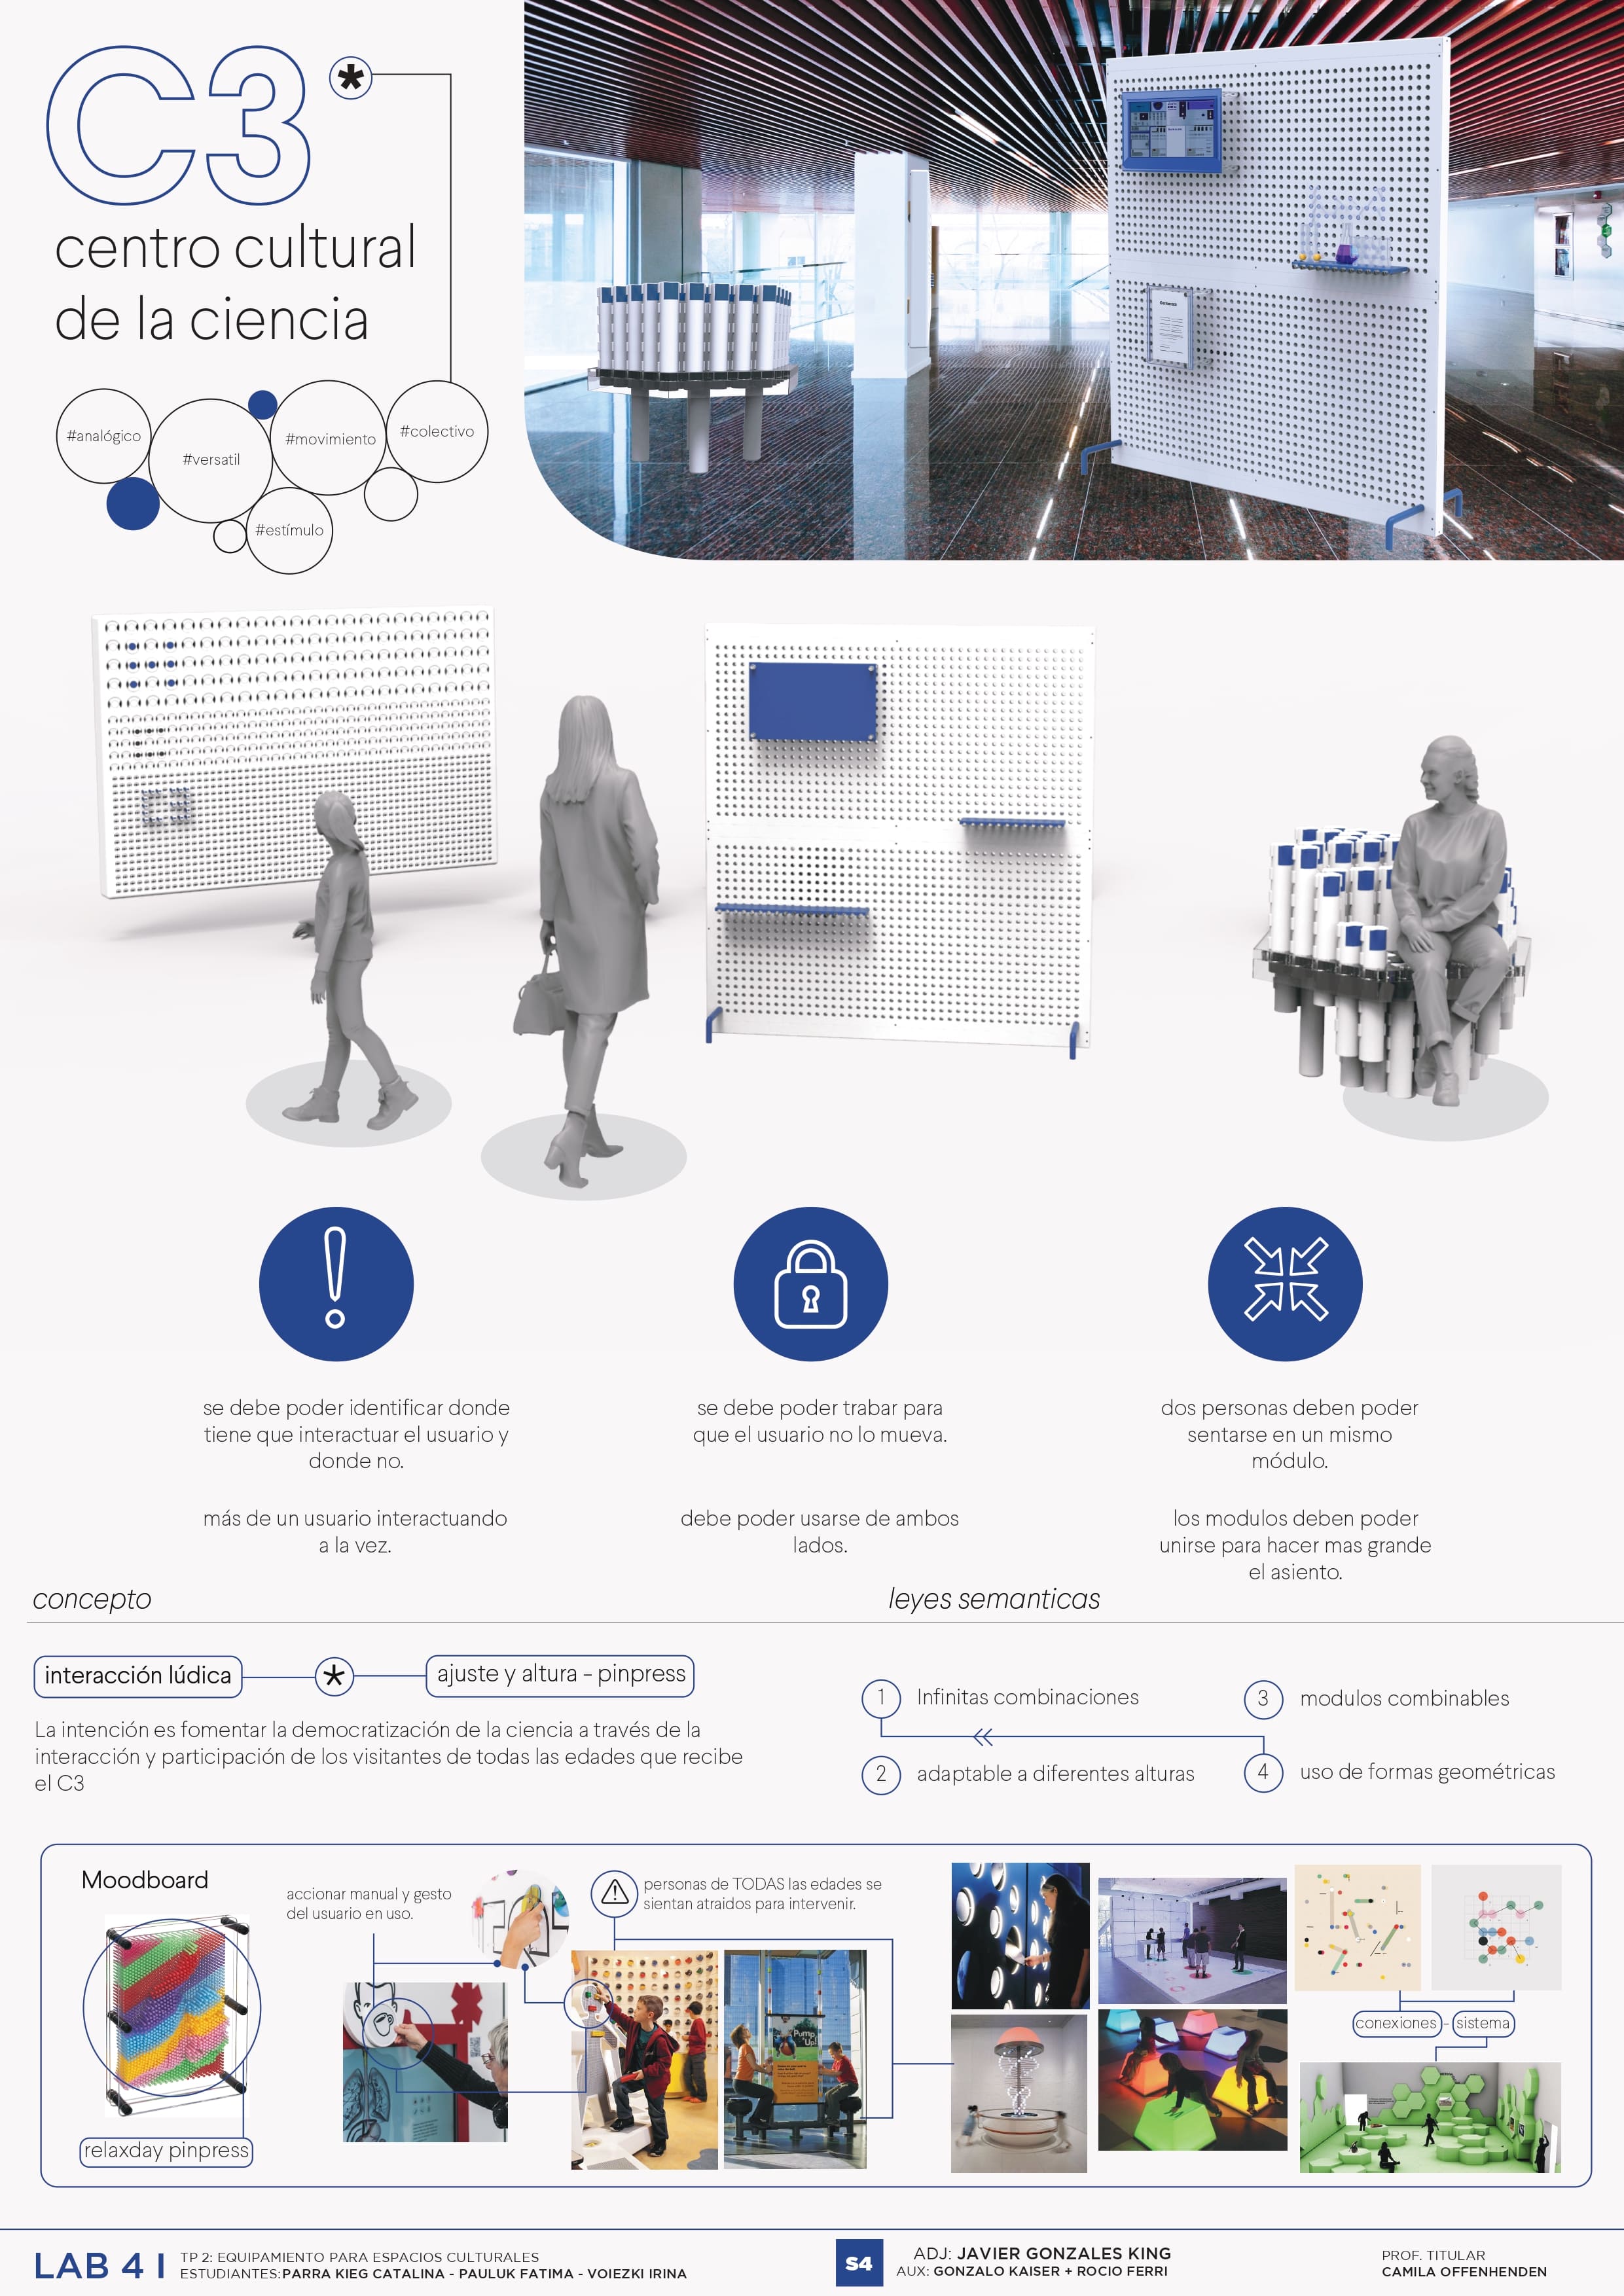 C3
*
centro cultural
de la ciencia
#analógico
#versatil
#movimiento
#colectivo
#estímulo
se debe poder identificar donde
tiene que interactuar el usuario y
donde no.
más de un usuario interactuando
a la vez.
se debe poder trabar para
que el usuario no lo mueva.
debe poder usarse de ambos
lados.
dos personas deben poder
sentarse en un mismo
módulo.
los modulos deben poder
unirse para hacer mas grande
el asiento.
concepto
leyes semanticas
interacción lúdica
*
ajuste y altura - pinpress
La intención es fomentar la democratización de la ciencia a través de la
interacción y participación de los visitantes de todas las edades que recibe
el C3
1 Infinitas combinaciones
2 adaptable a diferentes alturas
3 modulos combinables
4 uso de formas geométricas
Moodboard
relaxday pinpress
accionar manual y gesto
del usuario en uso.
personas de TODAS las edades se
sientan atraidos para intervenir.
Pump
Up!
conexiones - sistema
LAB 4 I
TP 2: EQUIPAMIENTO PARA ESPACIOS CULTURALES
ESTUDIANTES:PARRA KIEG CATALINA - PAULUK FATIMA - VOIEZKI IRINA
S4
ADJ: JAVIER GONZALES KING
AUX: GONZALO KAISER + ROCIO FERRI
PROF. TITULAR
CAMILA OFFENHENDEN